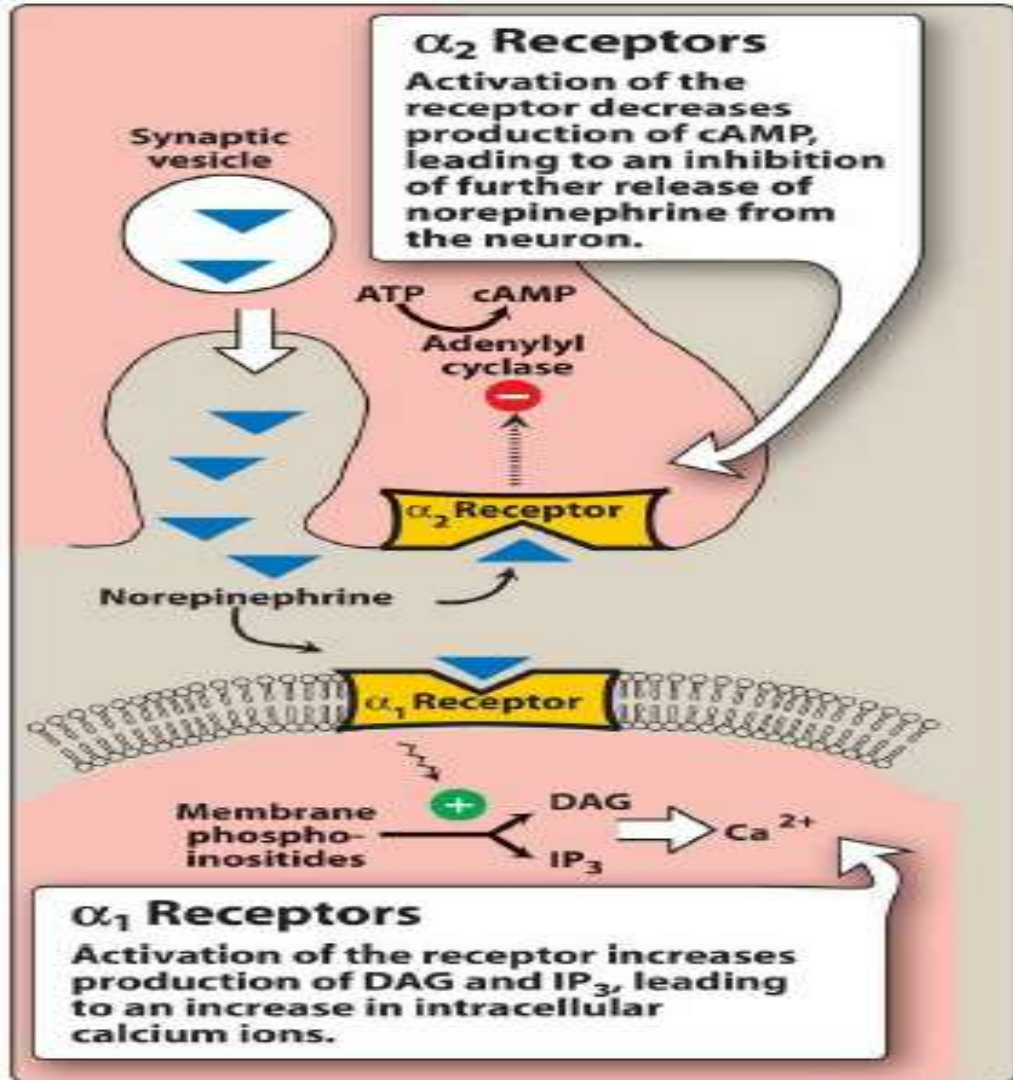 α₂ Receptors
Activation of the
receptor decreases
production of cAMP,
leading to an inhibition
of further release of
norepinephrine from
the neuron.
Synaptic
vesicle
ATP cAMP
Adenylyl
cyclase
α₂ Receptor
Norepinephrine
α₁ Receptor
Membrane
phospho-
inositides
DAG
IP₃
Ca 2+
α₁ Receptors
Activation of the receptor increases
production of DAG and IP₃, leading
to an increase in intracellular
calcium ions.